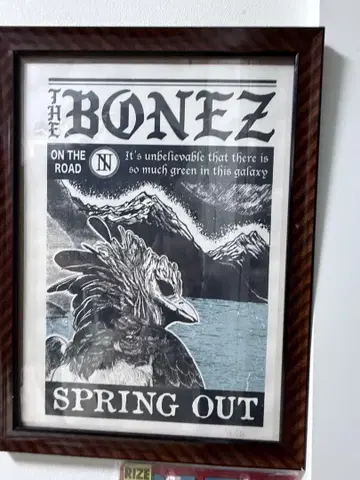 THE BONEZ
ON THE
ROAD
N
It's unbelievable that there is
so much green in this galaxy
SPRING OUT
RIZE